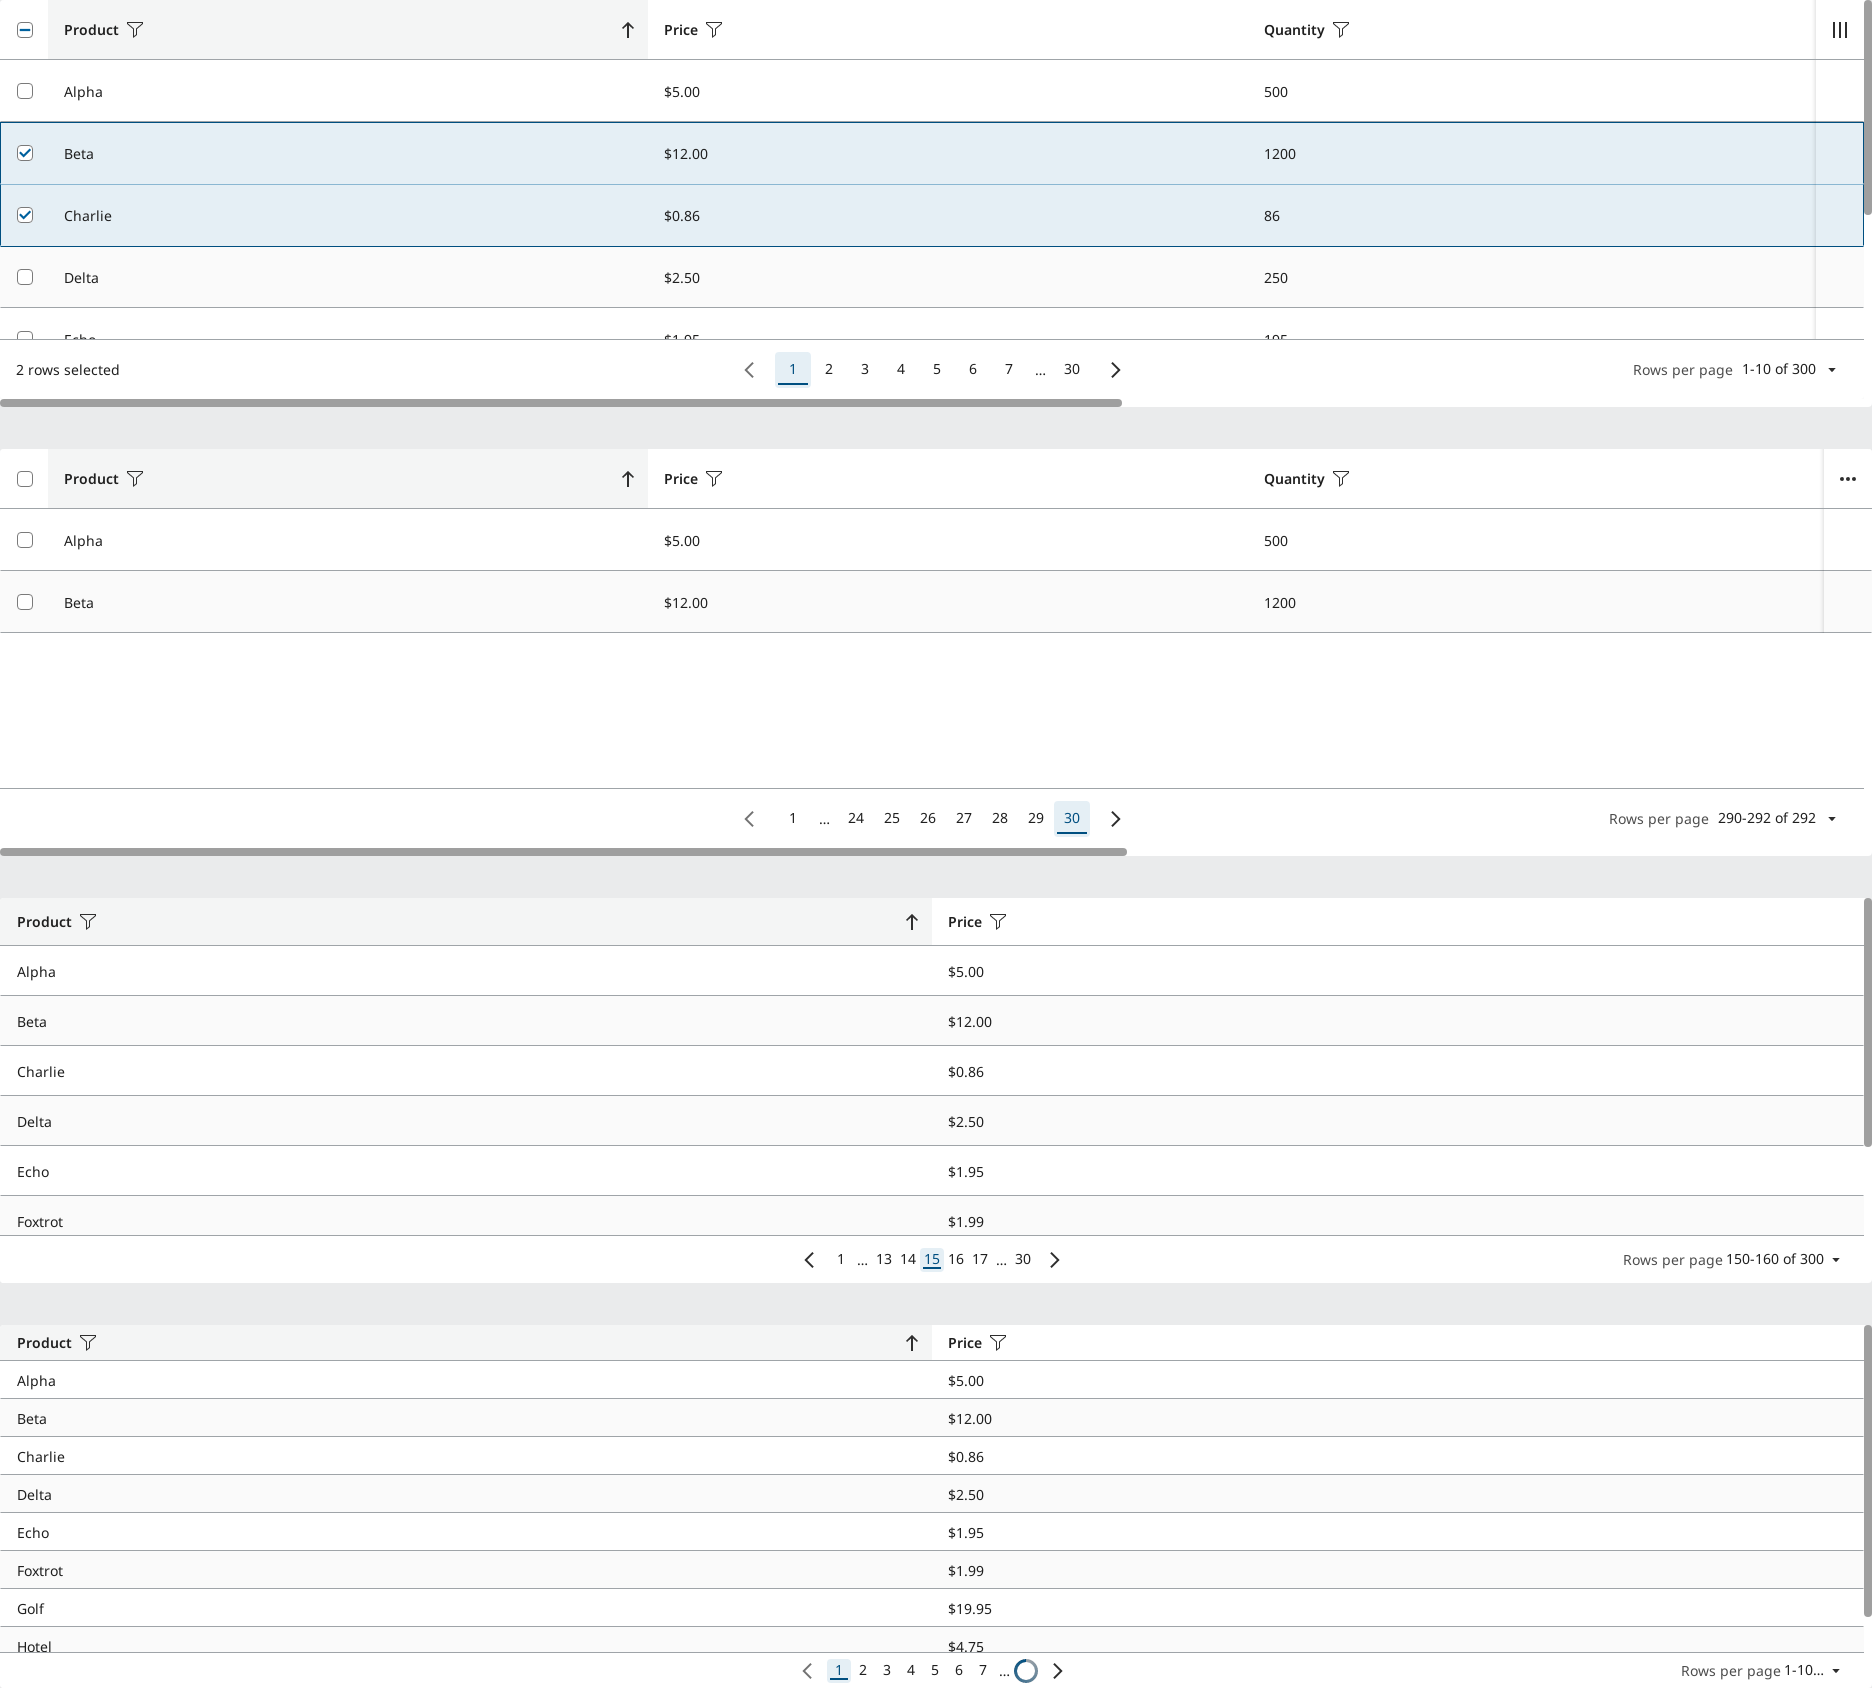 Product Price Quantity
Alpha $5.00 500
Beta $12.00 1200
Charlie $0.86 86
Delta $2.50 250
Echo $1.95 195
2 rows selected 1 2 3 4 5 6 7 ... 30 Rows per page 1-10 of 300
Product Price Quantity
Alpha $5.00 500
Beta $12.00 1200
1 ... 24 25 26 27 28 29 30 Rows per page 290-292 of 292
Product Price
Alpha $5.00
Beta $12.00
Charlie $0.86
Delta $2.50
Echo $1.95
Foxtrot $1.99
1 ... 13 14 15 16 17 ... 30 Rows per page 150-160 of 300
Product Price
Alpha $5.00
Beta $12.00
Charlie $0.86
Delta $2.50
Echo $1.95
Foxtrot $1.99
Golf $19.95
Hotel $4.75
1 2 3 4 5 6 7 ... Rows per page 1-10...